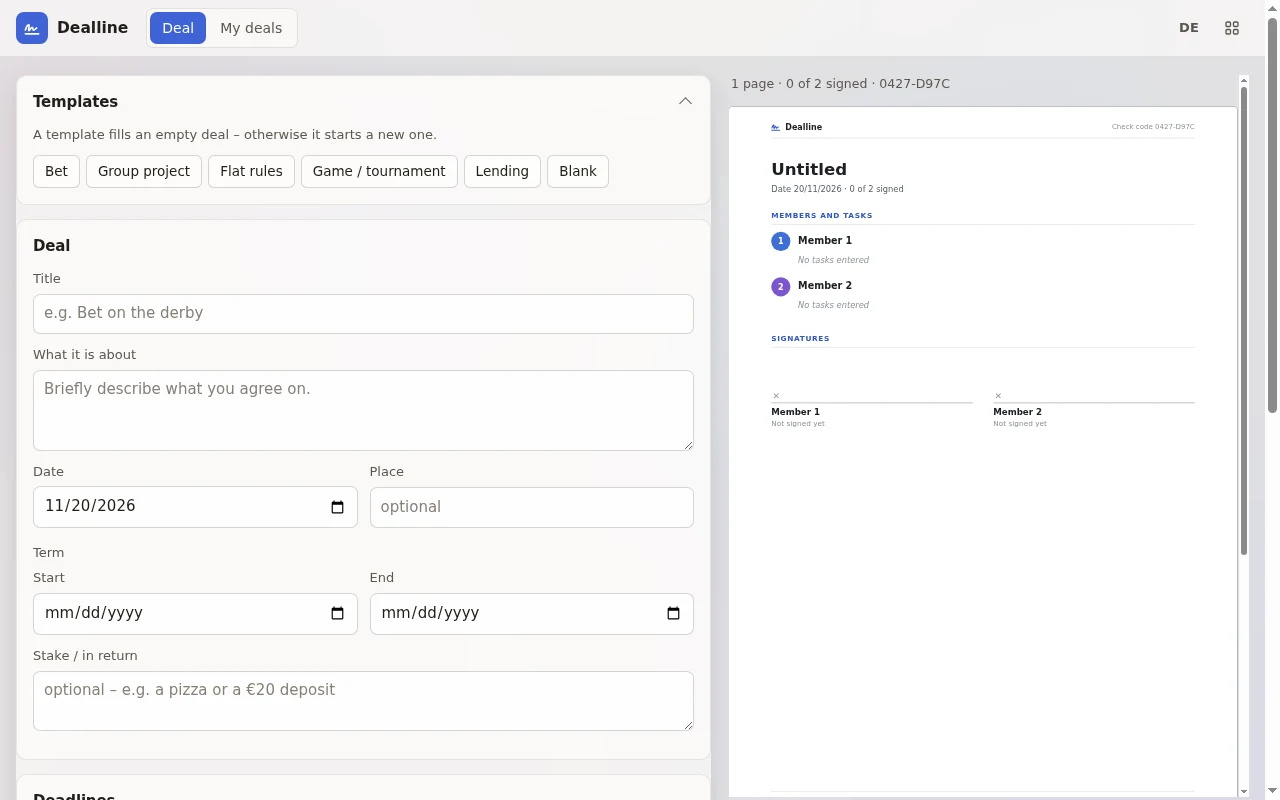 Dealline
Deal
My deals
DE
Templates
A template fills an empty deal – otherwise it starts a new one.
Bet
Group project
Flat rules
Game / tournament
Lending
Blank
Deal
Title
e.g. Bet on the derby
What it is about
Briefly describe what you agree on.
Date
Place
11/20/2026
optional
Term
Start
End
mm/dd/yyyy
mm/dd/yyyy
Stake / in return
optional – e.g. a pizza or a €20 deposit
Deadlines
1 page · 0 of 2 signed · 0427-D97C
Dealline
Check code 0427-D97C
Untitled
Date 20/11/2026 · 0 of 2 signed
MEMBERS AND TASKS
1 Member 1
No tasks entered
2 Member 2
No tasks entered
SIGNATURES
×
×
Member 1
Member 2
Not signed yet
Not signed yet